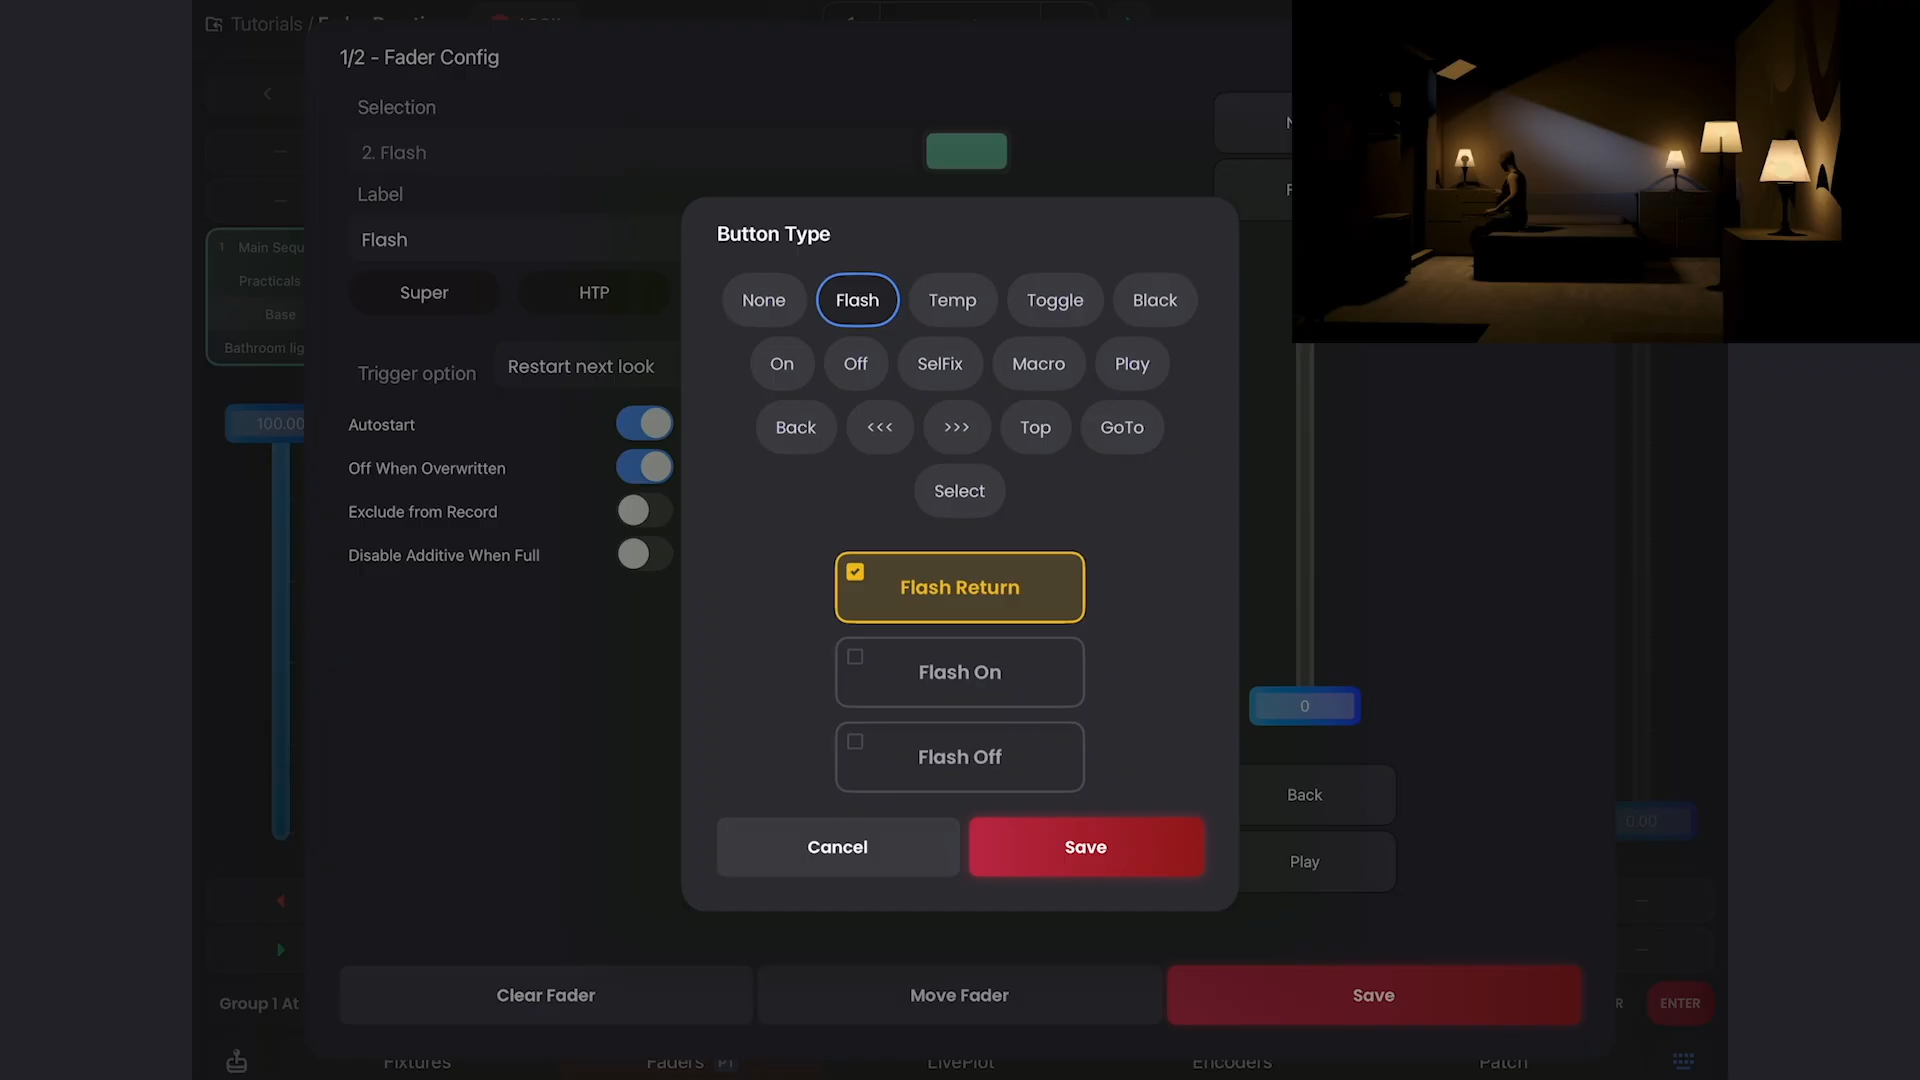 Tutorials /
1/2 - Fader Config
Selection
2. Flash
Label
Flash
Super
HTP
Trigger option
Restart next look
Autostart
Off When Overwritten
Exclude from Record
Disable Additive When Full
1 Main Sequ
Practicals
Base
Bathroom lig
100.00
Button Type
None
Flash
Temp
Toggle
Black
On
Off
SelFix
Macro
Play
Back
<<<
>>>
Top
GoTo
Select
Flash Return
Flash On
Flash Off
Cancel
Save
0
Back
Play
0.00
Clear Fader
Move Fader
Save
Group 1 At
R
ENTER
Fixtures
Faders P1
LivePlot
Encoders
Patch